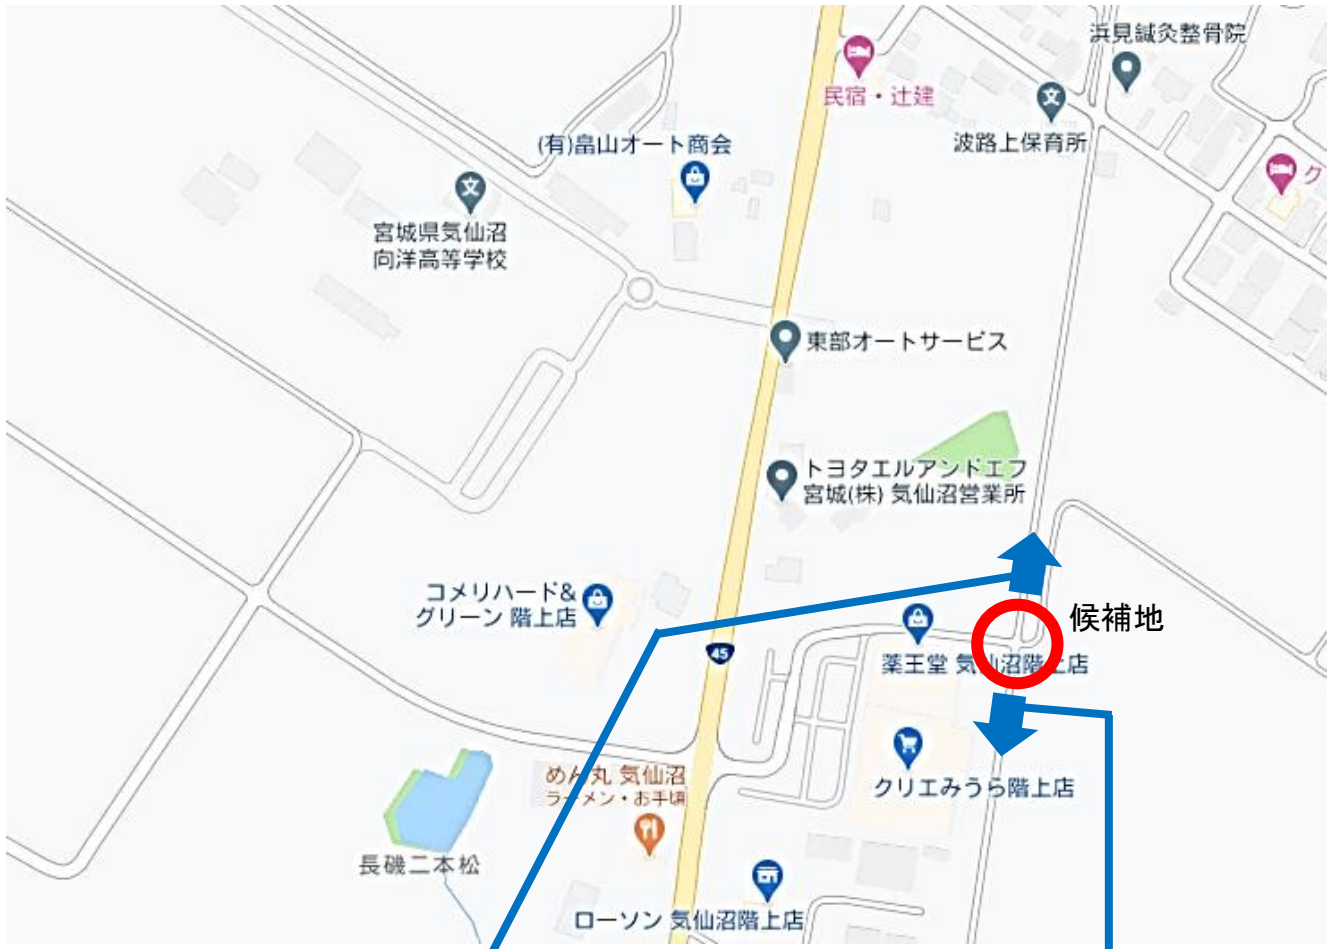 浜見鍼灸整骨院
民宿・辻建
波路上保育所
(有)畠山オート商会
ク
宮城県気仙沼
向洋高等学校
東部オートサービス
トヨタエルアンドエフ
宮城(株) 気仙沼営業所
コメリハード&
グリーン 階上店
候補地
45
薬王堂 気仙沼階上店
めん丸 気仙沼
ラーメン・お手頃
クリエみうら階上店
長磯二本松
ローソン 気仙沼階上店